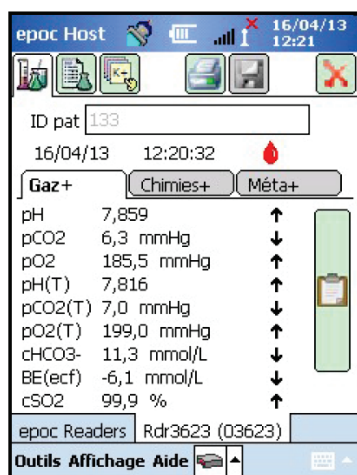 epoc Host 16/04/13 12:21
ID pat 133
16/04/13 12:20:32
Gaz+ Chimies+ Méta+
pH 7,859 ↑
pCO2 6,3 mmHg ↓
pO2 185,5 mmHg ↑
pH(T) 7,816 ↑
pCO2(T) 7,0 mmHg ↓
pO2(T) 199,0 mmHg ↑
cHCO3- 11,3 mmol/L ↓
BE(ecf) -6,1 mmol/L ↓
cSO2 99,9 % ↑
epoc Readers Rdr3623 (03623)
Outils Affichage Aide